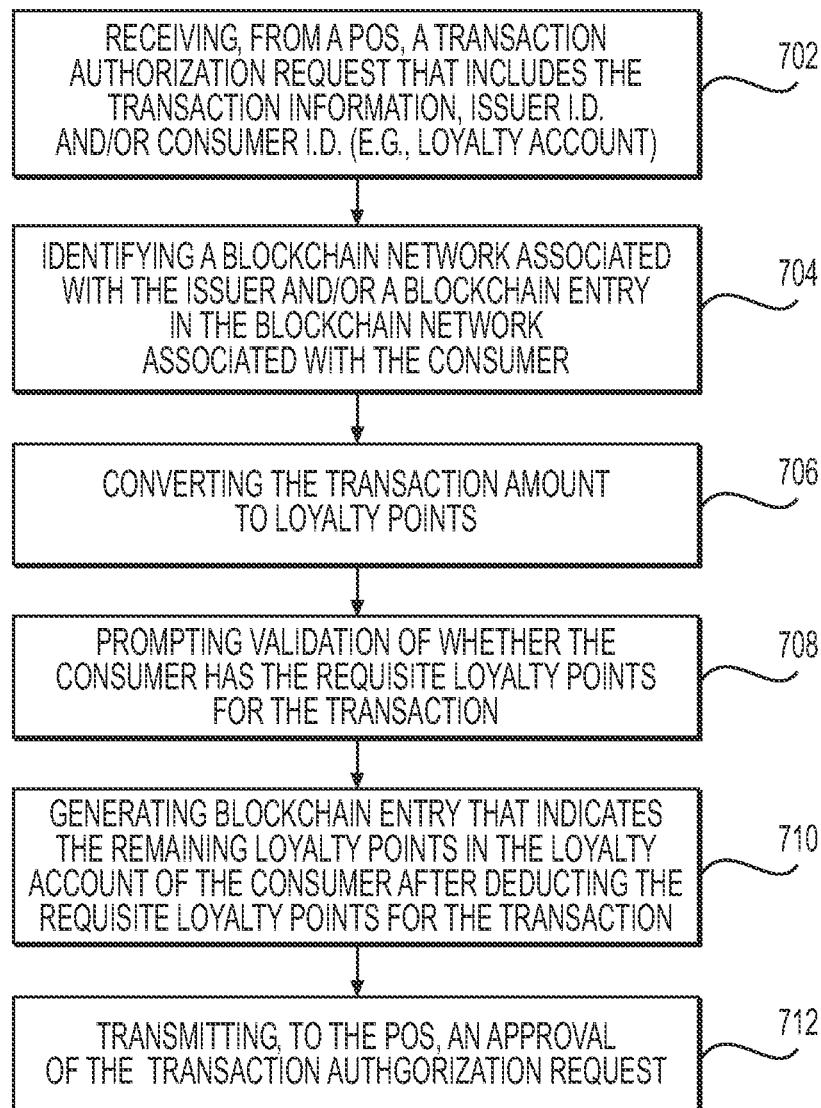 RECEIVING, FROM A POS, A TRANSACTION
AUTHORIZATION REQUEST THAT INCLUDES THE
TRANSACTION INFORMATION, ISSUER I.D.
AND/OR CONSUMER I.D. (E.G., LOYALTY ACCOUNT)
702
IDENTIFYING A BLOCKCHAIN NETWORK ASSOCIATED
WITH THE ISSUER AND/OR A BLOCKCHAIN ENTRY
IN THE BLOCKCHAIN NETWORK
ASSOCIATED WITH THE CONSUMER
704
CONVERTING THE TRANSACTION AMOUNT
TO LOYALTY POINTS
706
PROMPTING VALIDATION OF WHETHER THE
CONSUMER HAS THE REQUISITE LOYALTY POINTS
FOR THE TRANSACTION
708
GENERATING BLOCKCHAIN ENTRY THAT INDICATES
THE REMAINING LOYALTY POINTS IN THE LOYALTY
ACCOUNT OF THE CONSUMER AFTER DEDUCTING THE
REQUISITE LOYALTY POINTS FOR THE TRANSACTION
710
TRANSMITTING, TO THE POS, AN APPROVAL
OF THE TRANSACTION AUTHGORIZATION REQUEST
712